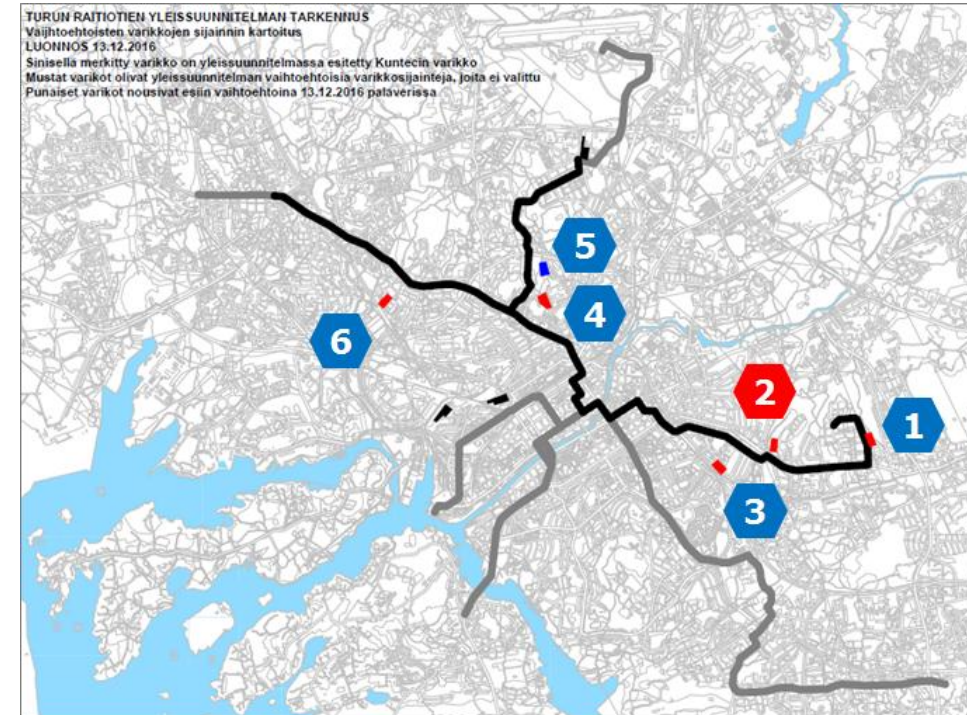 TURUN RAITIOTIEN YLEISSUUNNITELMAN TARKENNUS
Vaihtoehtoisten varikkojen sijainnin kartoitus
LUONNOS 13.12.2016
Sinisellä merkitty varikko on yleissuunnitelmassa esitetty Kuntecin varikko
Mustat varikot olivat yleissuunnitelman vaihtoehtoisia varikkosijainteja, joita ei valittu
Punaiset varikot nousivat esiin vaihtoehtoina 13.12.2016 palaverissa
5
4
6
2
1
3